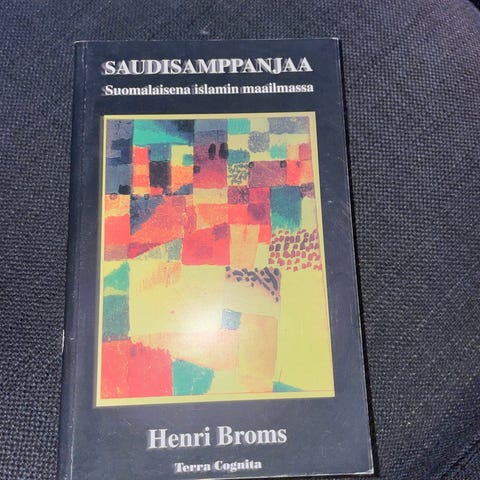 SAUDISAMPPANJAA
Suomalaisena islamin maailmassa
Henri Broms
Terra Cognita